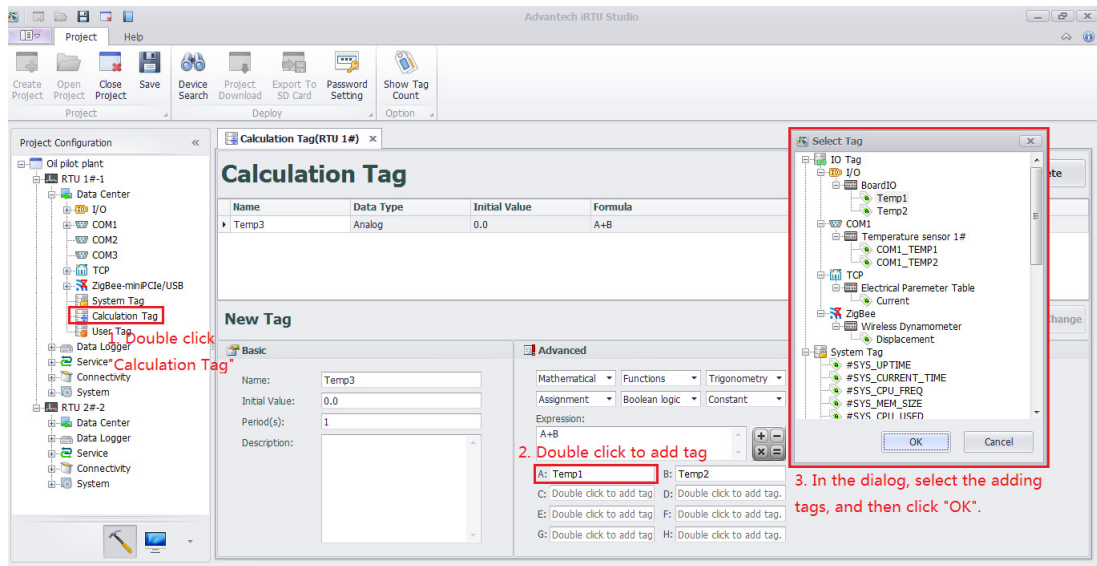 Advantech iRTU Studio
Project Help
Create Project
Open Project
Close Project
Save
Device Search
Project Download
Export To SD Card
Password Setting
Show Tag Count
Project
Deploy
Option
Project Configuration
Oil pilot plant
RTU 1#-1
Data Center
I/O
COM1
COM2
COM3
TCP
ZigBee-miniPCIe/USB
System Tag
Calculation Tag
User Tag
Data Logger
Service
Connectivity
System
RTU 2#-2
Data Center
Data Logger
Service
Connectivity
System
1. Double click
"Calculation Tag"
Calculation Tag(RTU 1#)
Calculation Tag
Name Data Type Initial Value Formula
Temp3 Analog 0.0 A+B
New Tag
Basic
Name: Temp3
Initial Value: 0.0
Period(s): 1
Description:
Advanced
Mathematical Functions Trigonometry
Assignment Boolean logic Constant
Expression:
A+B
2. Double click to add tag
A: Temp1 B: Temp2
C: Double click to add tag D: Double click to add tag.
E: Double click to add tag F: Double click to add tag.
G: Double click to add tag H: Double click to add tag.
Select Tag
IO Tag
I/O
BoardIO
Temp1
Temp2
COM1
Temperature sensor 1#
COM1_TEMP1
COM1_TEMP2
TCP
Electrical Paremeter Table
Current
ZigBee
Wireless Dynamometer
Displacement
System Tag
#SYS_UPTIME
#SYS_CURRENT_TIME
#SYS_CPU_FREQ
#SYS_MEM_SIZE
#SYS_CPU_USED
OK Cancel
3. In the dialog, select the adding
tags, and then click "OK".